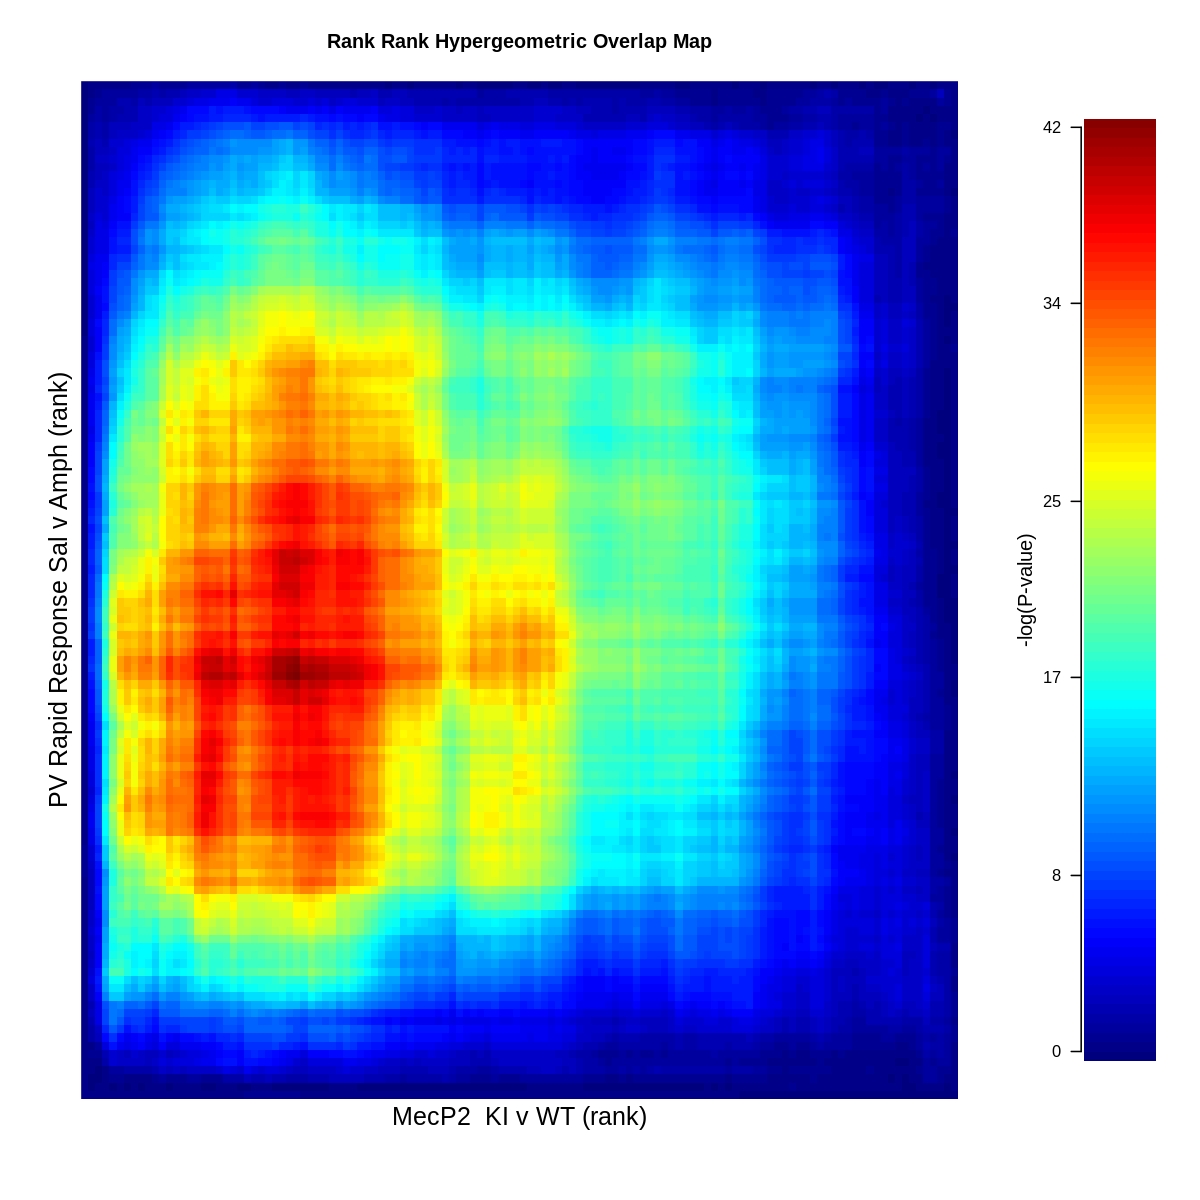 Rank Rank Hypergeometric Overlap Map
PV Rapid Response Sal v Amph (rank)
MecP2  KI v WT (rank)
-log(P-value)
42
34
25
17
8
0